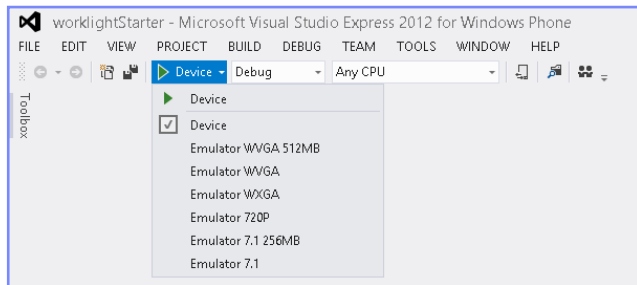 worklightStarter - Microsoft Visual Studio Express 2012 for Windows Phone
FILE EDIT VIEW PROJECT BUILD DEBUG TEAM TOOLS WINDOW HELP
Device Debug Any CPU
Toolbox
Device
Device
Emulator WVGA 512MB
Emulator WVGA
Emulator WXGA
Emulator 720P
Emulator 7.1 256MB
Emulator 7.1